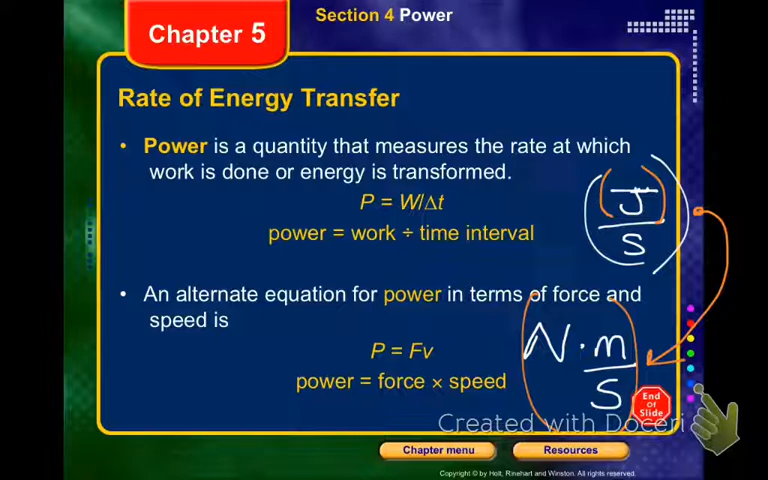 Section 4 Power
Chapter 5
Rate of Energy Transfer
• Power is a quantity that measures the rate at which
work is done or energy is transformed.
P = W/Δt
power = work ÷ time interval
(J)
S
• An alternate equation for power in terms of force and
speed is
P = Fv
power = force × speed
N · m
S
End
of
Slide
Created with Doceri
Chapter menu
Resources
Copyright © by Holt, Rinehart and Winston. All rights reserved.